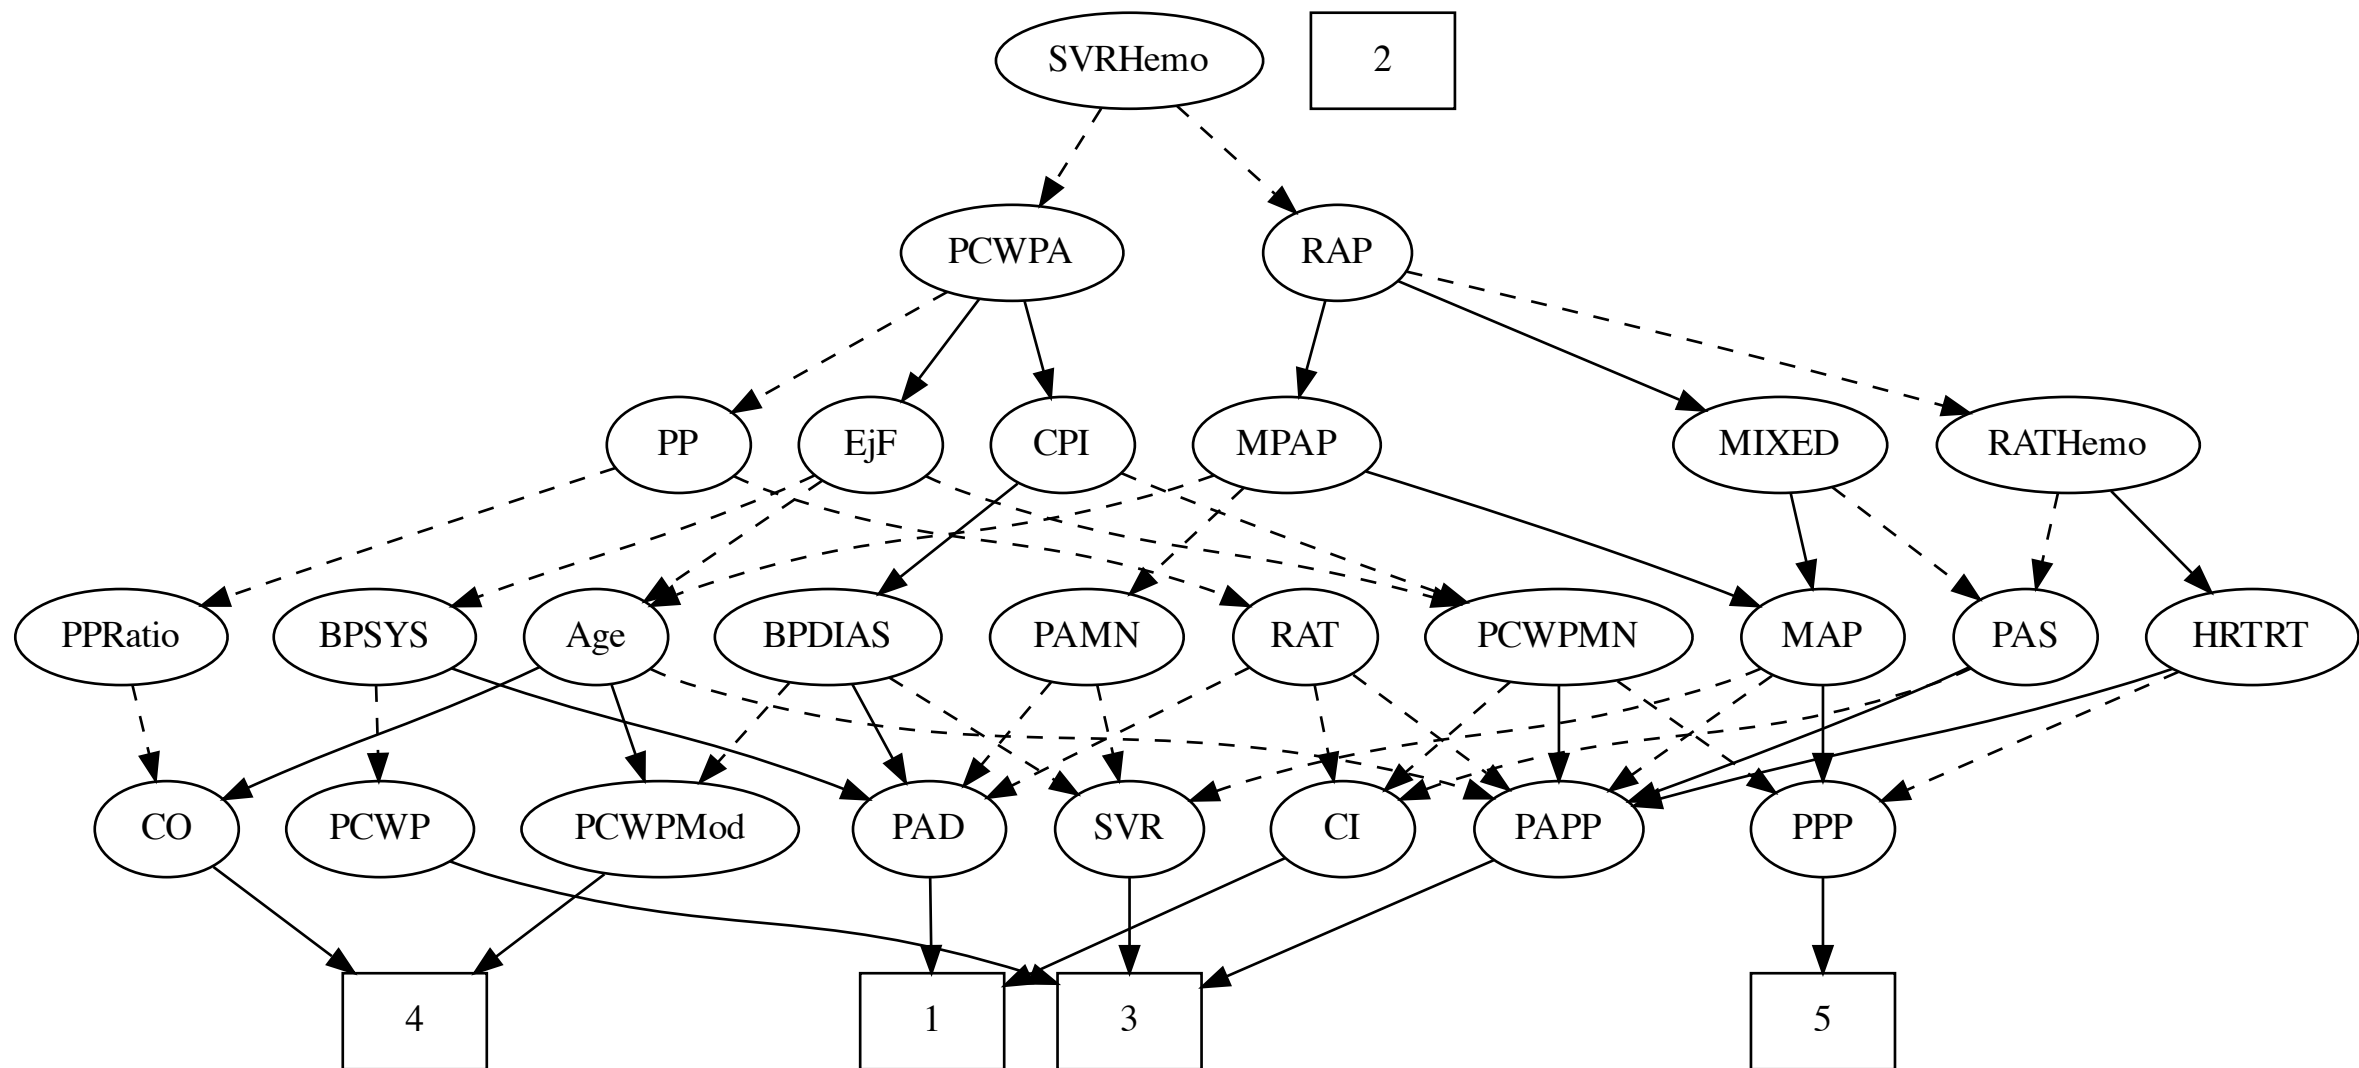 SVRHemo
2
PCWPA
RAP
PP
EjF
CPI
MPAP
MIXED
RATHemo
PPRatio
BPSYS
Age
BPDIAS
PAMN
RAT
PCWPMN
MAP
PAS
HRTRT
CO
PCWP
PCWPMod
PAD
SVR
CI
PAPP
PPP
4
1
3
5